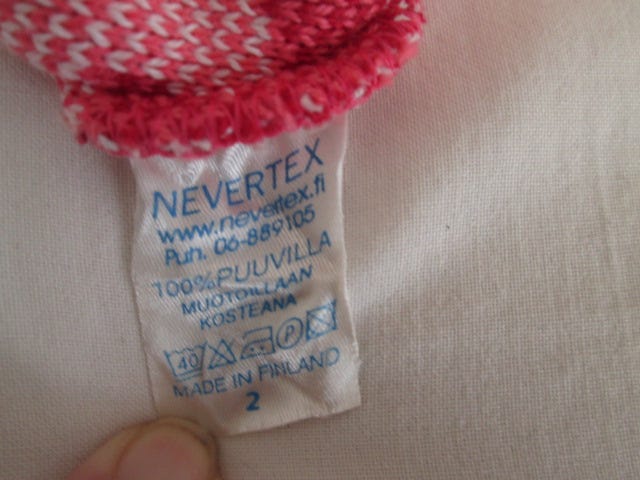 NEVERTEX
www.nevertex.fi
Puh. 06-889105
100% PUUVILLA
MUOTOILLAAN
KOSTEANA
40 P
MADE IN FINLAND
2